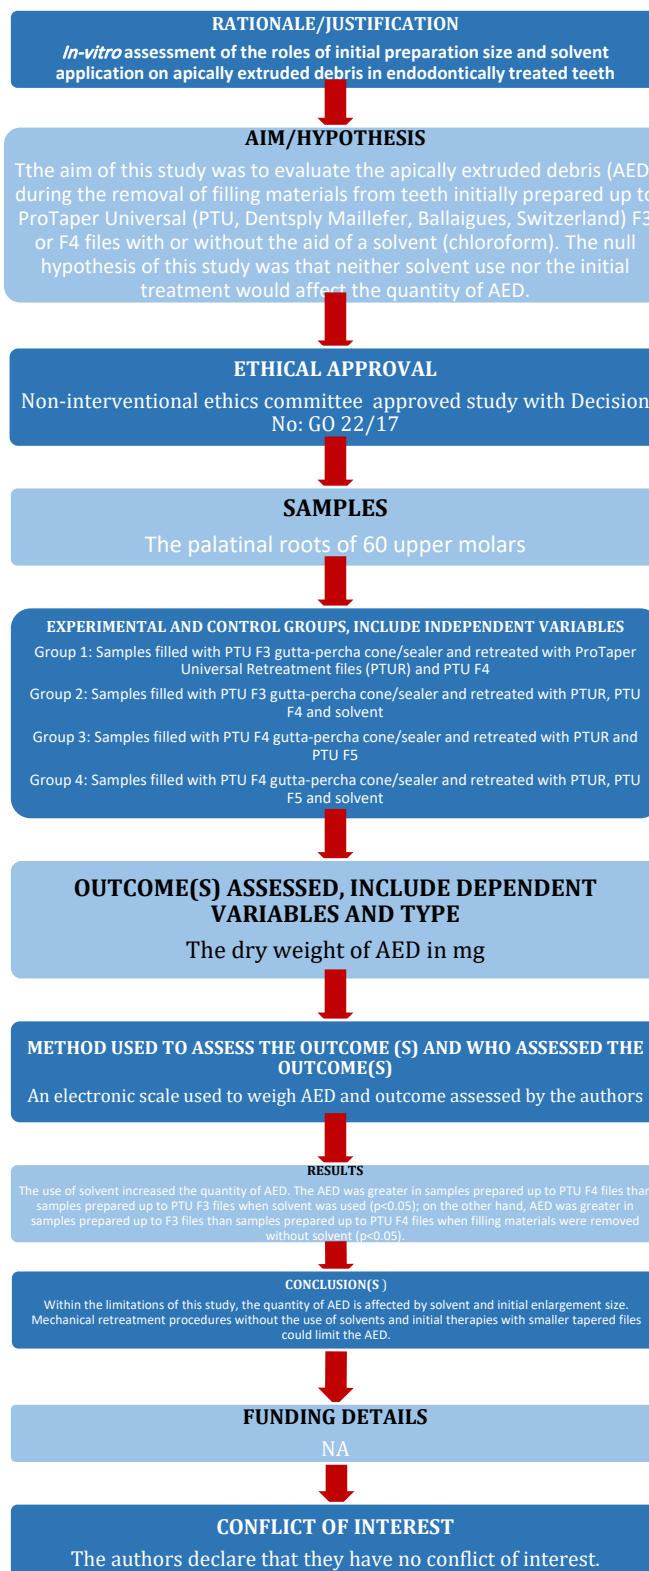 RATIONALE/JUSTIFICATION
In-vitro assessment of the roles of initial preparation size and solvent
application on apically extruded debris in endodontically treated teeth
AIM/HYPOTHESIS
Tthe aim of this study was to evaluate the apically extruded debris (AED
during the removal of filling materials from teeth initially prepared up to
ProTaper Universal (PTU, Dentsply Maillefer, Ballaigues, Switzerland) F3
or F4 files with or without the aid of a solvent (chloroform). The null
hypothesis of this study was that neither solvent use nor the initial
treatment would affect the quantity of AED.
ETHICAL APPROVAL
Non-interventional ethics committee approved study with Decision
No: GO 22/17
SAMPLES
The palatinal roots of 60 upper molars
EXPERIMENTAL AND CONTROL GROUPS, INCLUDE INDEPENDENT VARIABLES
Group 1: Samples filled with PTU F3 gutta-percha cone/sealer and retreated with ProTaper
Universal Retreatment files (PTUR) and PTU F4
Group 2: Samples filled with PTU F3 gutta-percha cone/sealer and retreated with PTUR, PTU
F4 and solvent
Group 3: Samples filled with PTU F4 gutta-percha cone/sealer and retreated with PTUR and
PTU F5
Group 4: Samples filled with PTU F4 gutta-percha cone/sealer and retreated with PTUR, PTU
F5 and solvent
OUTCOME(S) ASSESSED, INCLUDE DEPENDENT
VARIABLES AND TYPE
The dry weight of AED in mg
METHOD USED TO ASSESS THE OUTCOME (S) AND WHO ASSESSED THE
OUTCOME(S)
An electronic scale used to weigh AED and outcome assessed by the authors
RESULTS
The use of solvent increased the quantity of AED. The AED was greater in samples prepared up to PTU F4 files than
samples prepared up to PTU F3 files when solvent was used (p<0.05); on the other hand, AED was greater in
samples prepared up to F3 files than samples prepared up to PTU F4 files when filling materials were removed
without solvent (p<0.05).
CONCLUSION(S )
Within the limitations of this study, the quantity of AED is affected by solvent and initial enlargement size.
Mechanical retreatment procedures without the use of solvents and initial therapies with smaller tapered files
could limit the AED.
FUNDING DETAILS
NA
CONFLICT OF INTEREST
The authors declare that they have no conflict of interest.